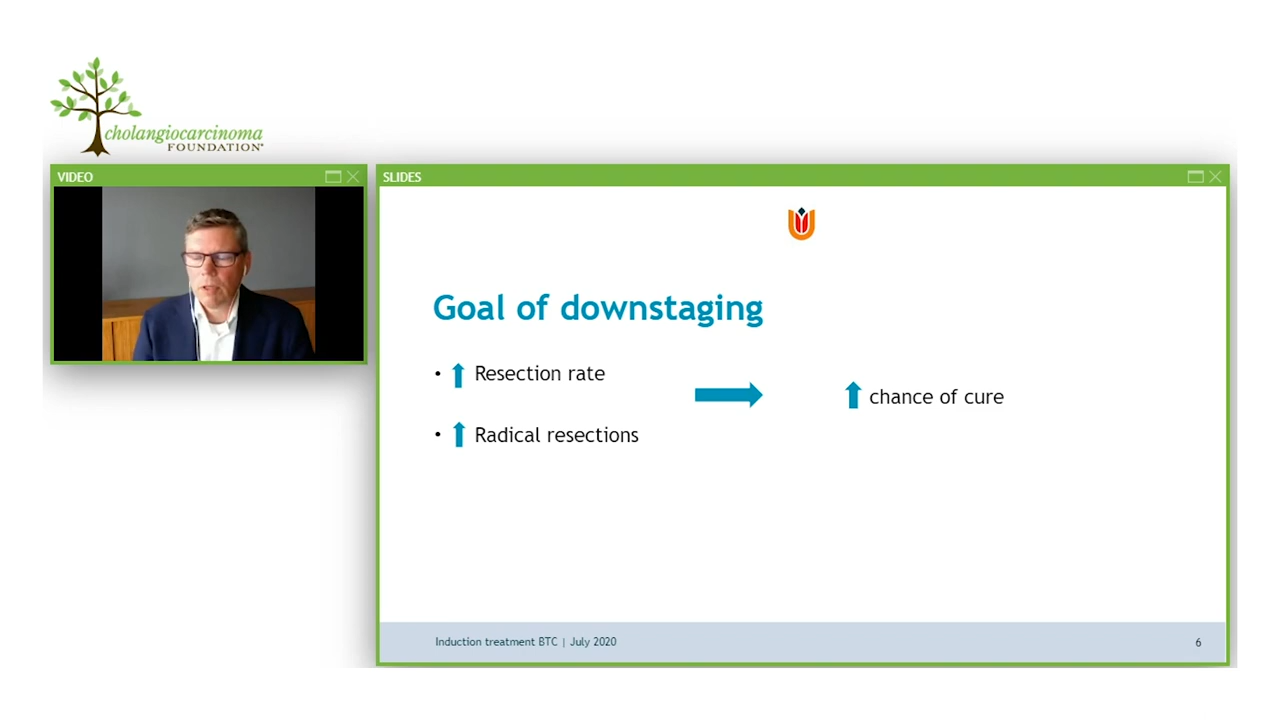 cholangiocarcinoma
FOUNDATION®
VIDEO
SLIDES
Goal of downstaging
• Resection rate
• Radical resections
chance of cure
Induction treatment BTC | July 2020
6